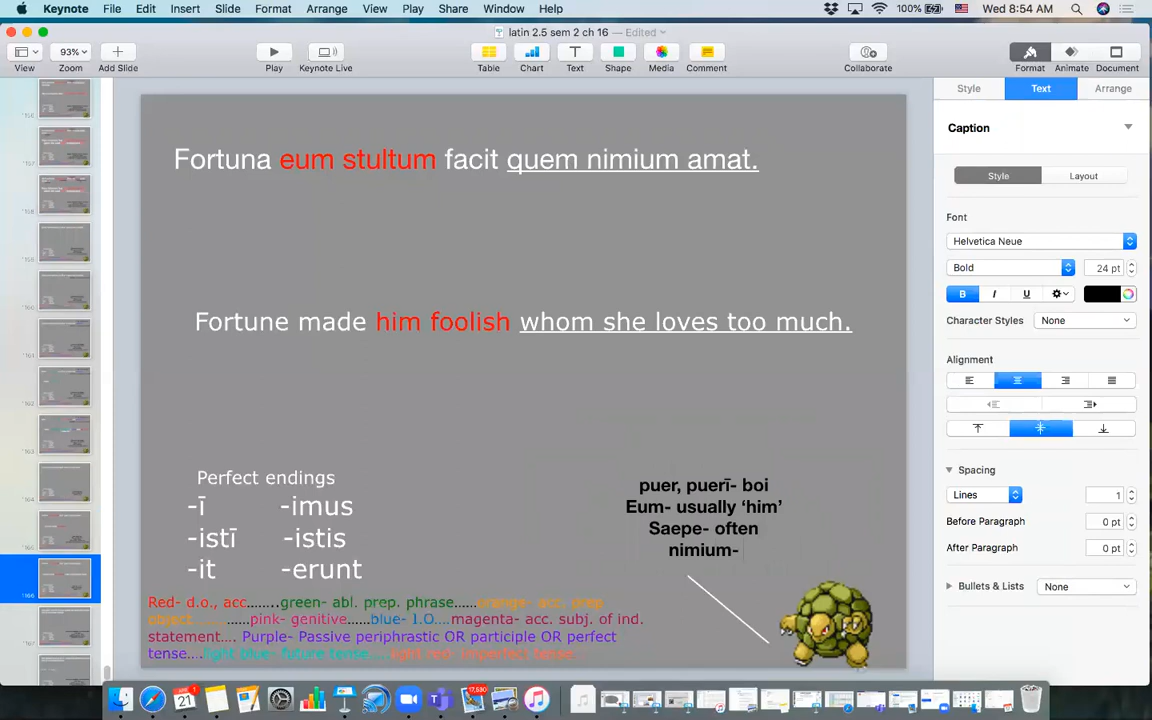 Keynote File Edit Insert Slide Format Arrange View Play Share Window Help 100% Wed 8:54 AM
latin 2.5 sem 2 ch 16 — Edited
93%
View Zoom Add Slide Play Keynote Live Table Chart Text Shape Media Comment Collaborate Format Animate Document
Style Text Arrange
Caption
Style Layout
Font
Helvetica Neue
Bold 24 pt
B I U
Character Styles None
Alignment
Spacing
Lines 1
Before Paragraph 0 pt
After Paragraph 0 pt
Bullets & Lists None
Fortuna eum stultum facit quem nimium amat.
Fortune made him foolish whom she loves too much.
Perfect endings
-ī -imus
-istī -istis
-it -erunt
puer, puerī- boi
Eum- usually ‘him’
Saepe- often
nimium-
Red- d.o., acc........green- abl. prep. phrase......orange- acc. prep
object.......pink- genitive......blue- I.O....magenta- acc. subj. of ind.
statement.... Purple- Passive periphrastic OR participle OR perfect
tense....light blue- future tense.....light red- imperfect tense.
21
17,530